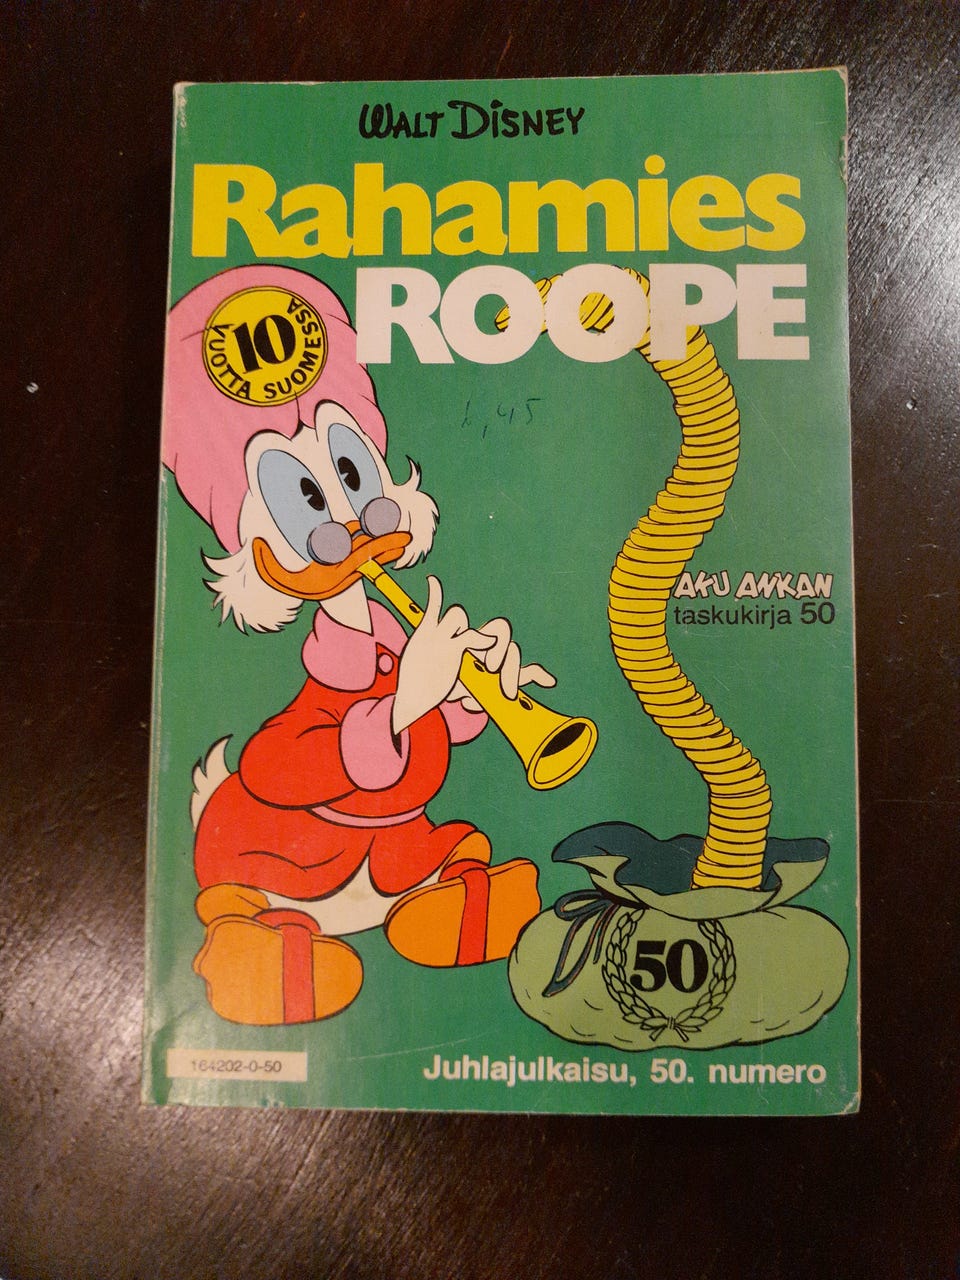 WALT DISNEY
Rahamies
ROOPE
10
VUOTTA SUOMESSA
AKU ANKAN
taskukirja 50
50
164202-0-50
Juhlajulkaisu, 50. numero